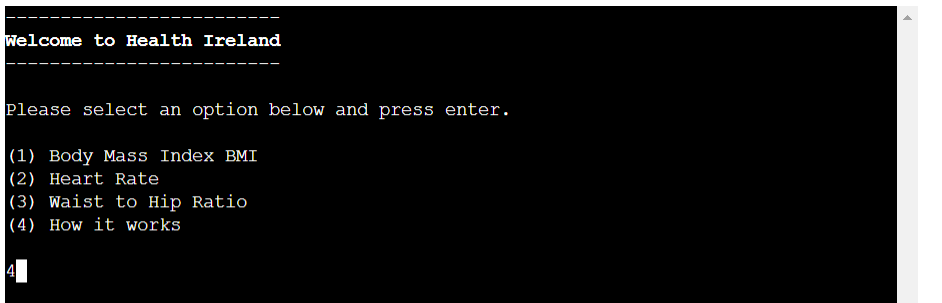 -------------------------
Welcome to Health Ireland
-------------------------
Please select an option below and press enter.
(1) Body Mass Index BMI
(2) Heart Rate
(3) Waist to Hip Ratio
(4) How it works
4